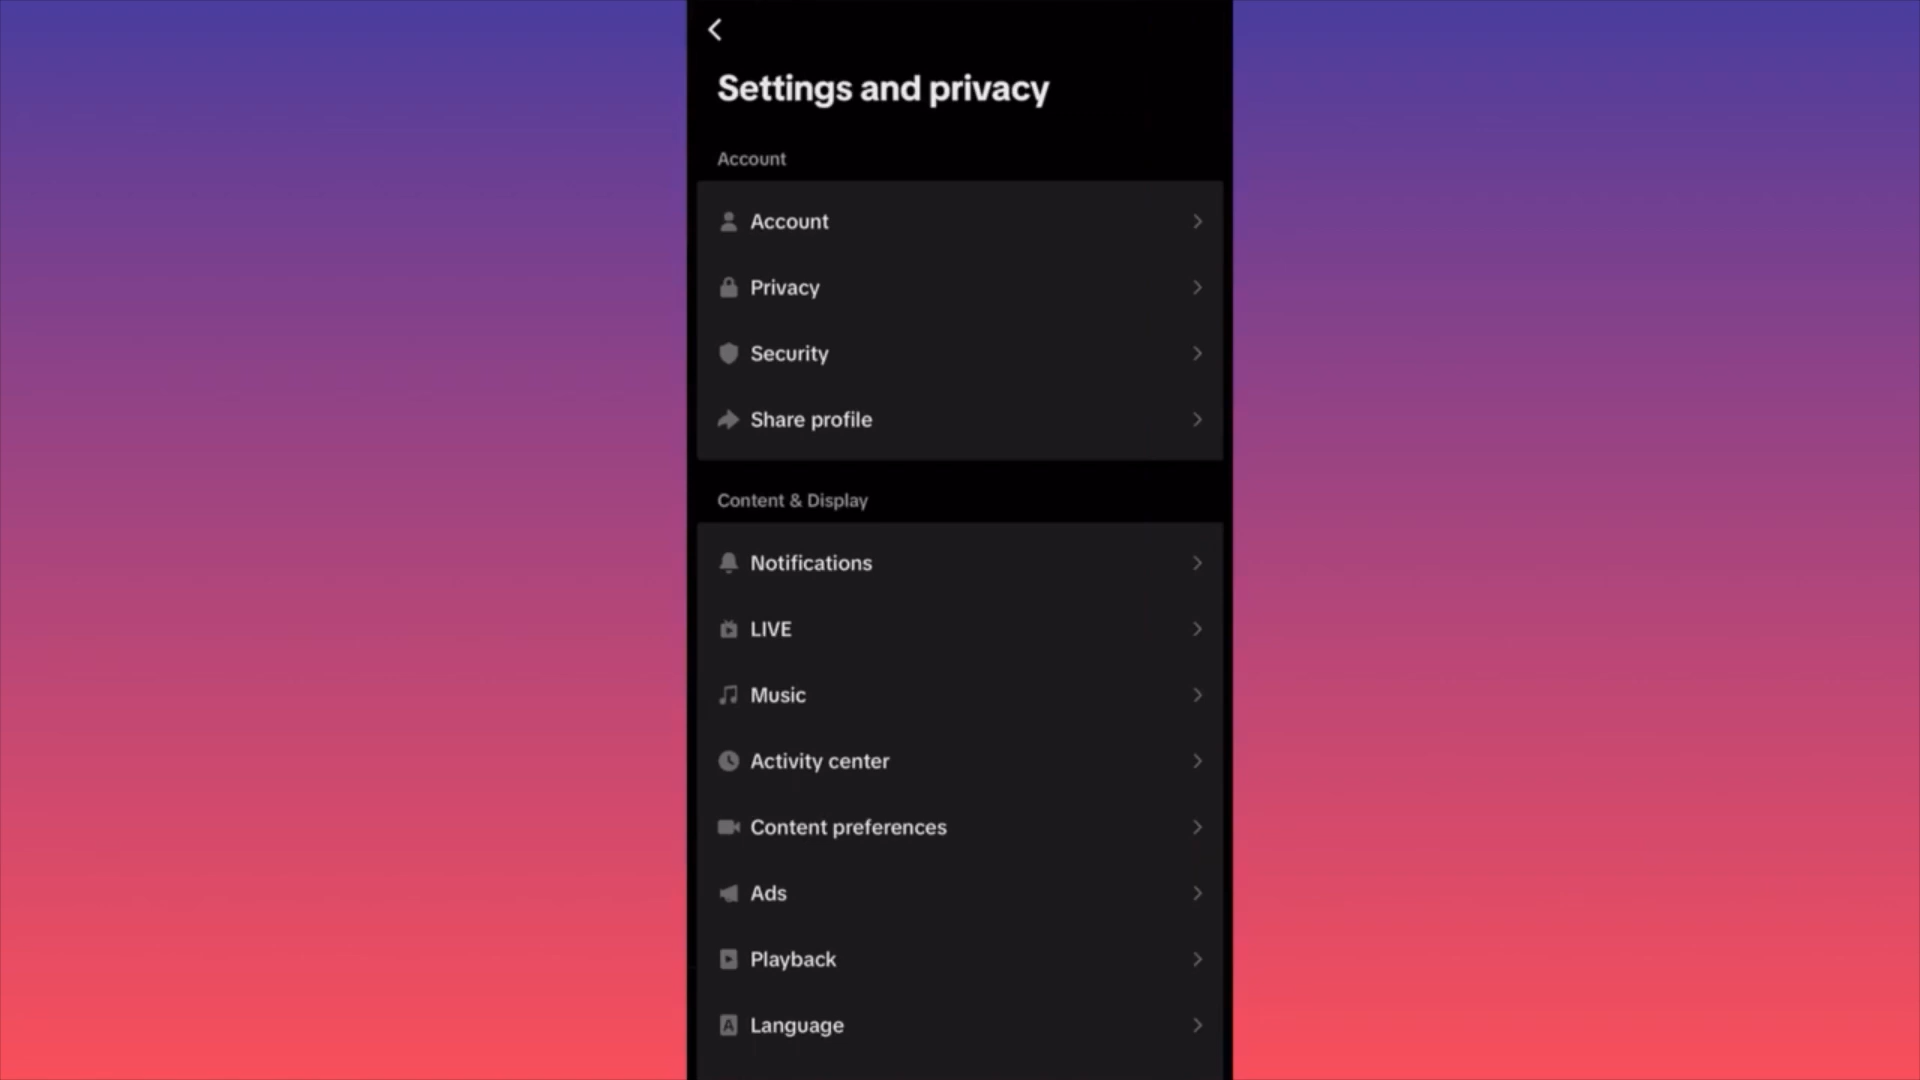 Settings and privacy
Account
Account
Privacy
Security
Share profile
Content & Display
Notifications
LIVE
Music
Activity center
Content preferences
Ads
Playback
Language